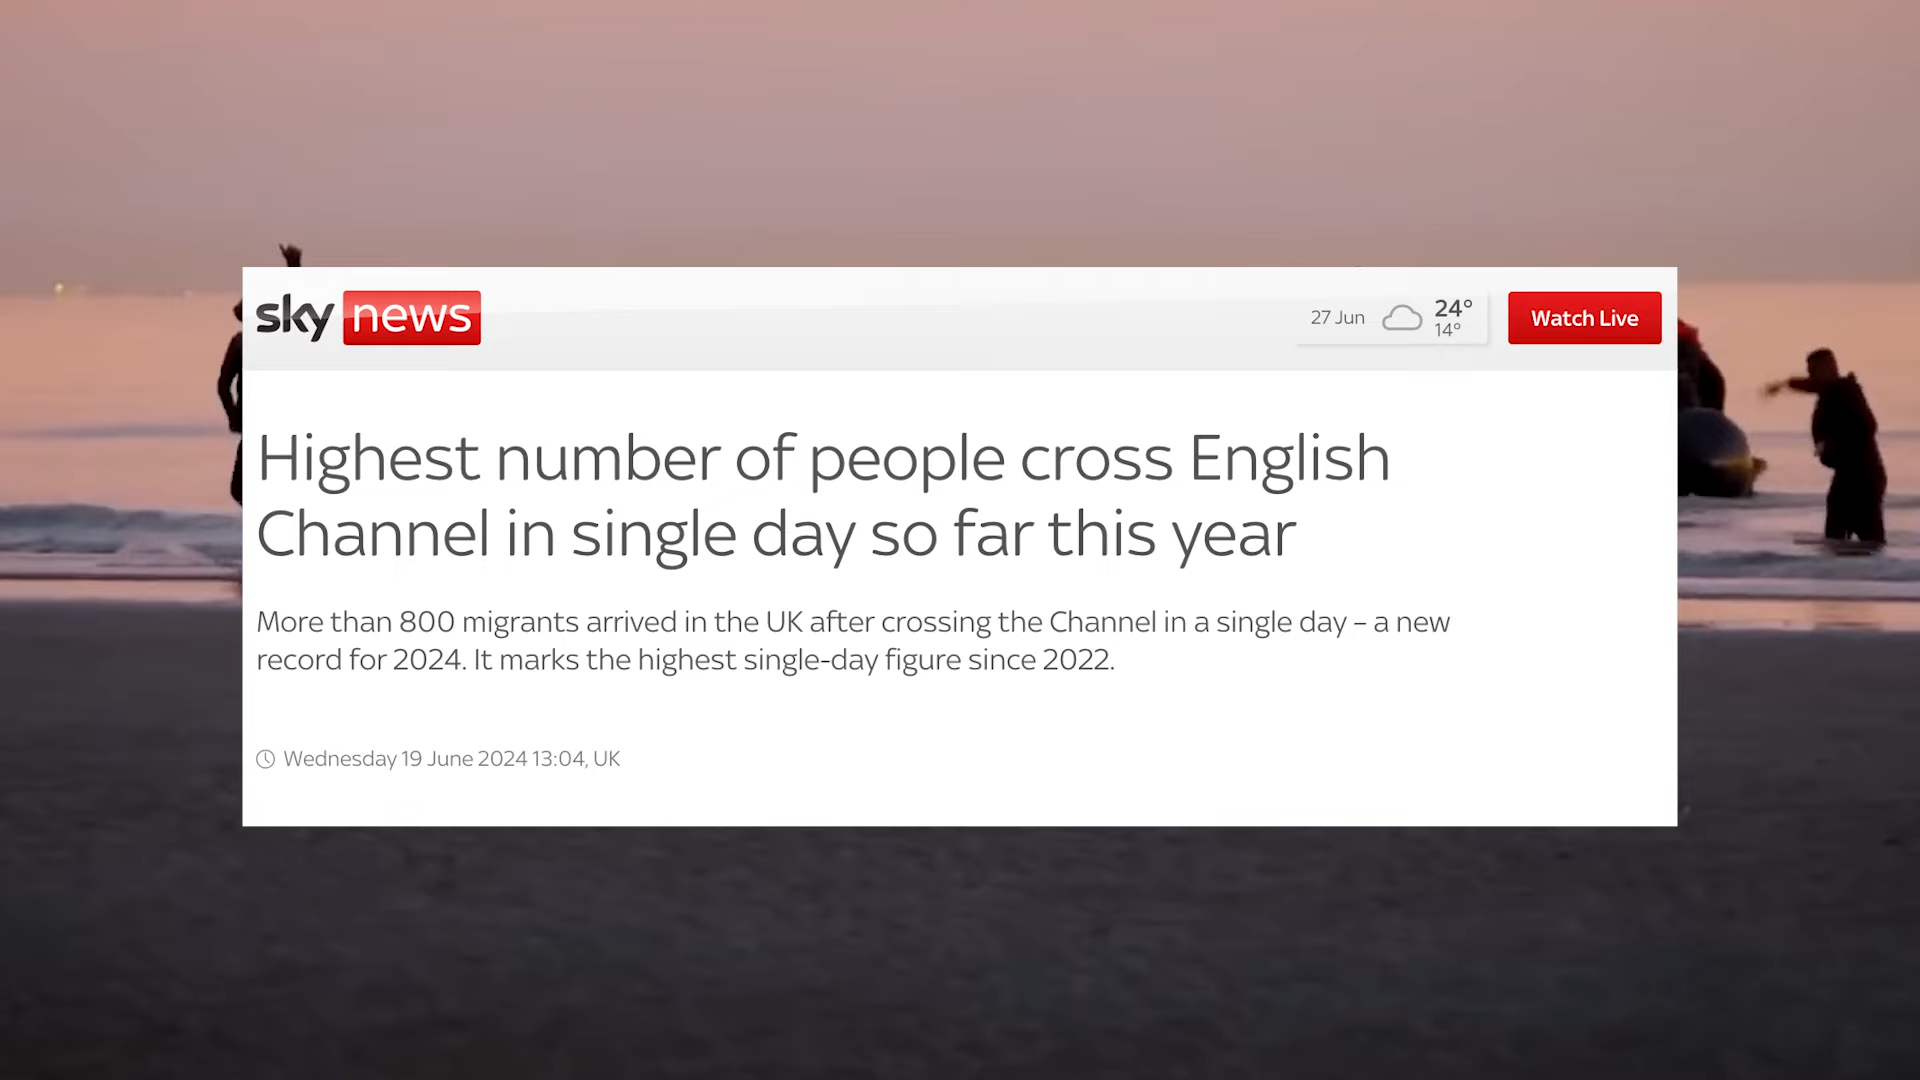 sky news
27 Jun 24°
14°
Watch Live
Highest number of people cross English
Channel in single day so far this year
More than 800 migrants arrived in the UK after crossing the Channel in a single day – a new
record for 2024. It marks the highest single-day figure since 2022.
Wednesday 19 June 2024 13:04, UK